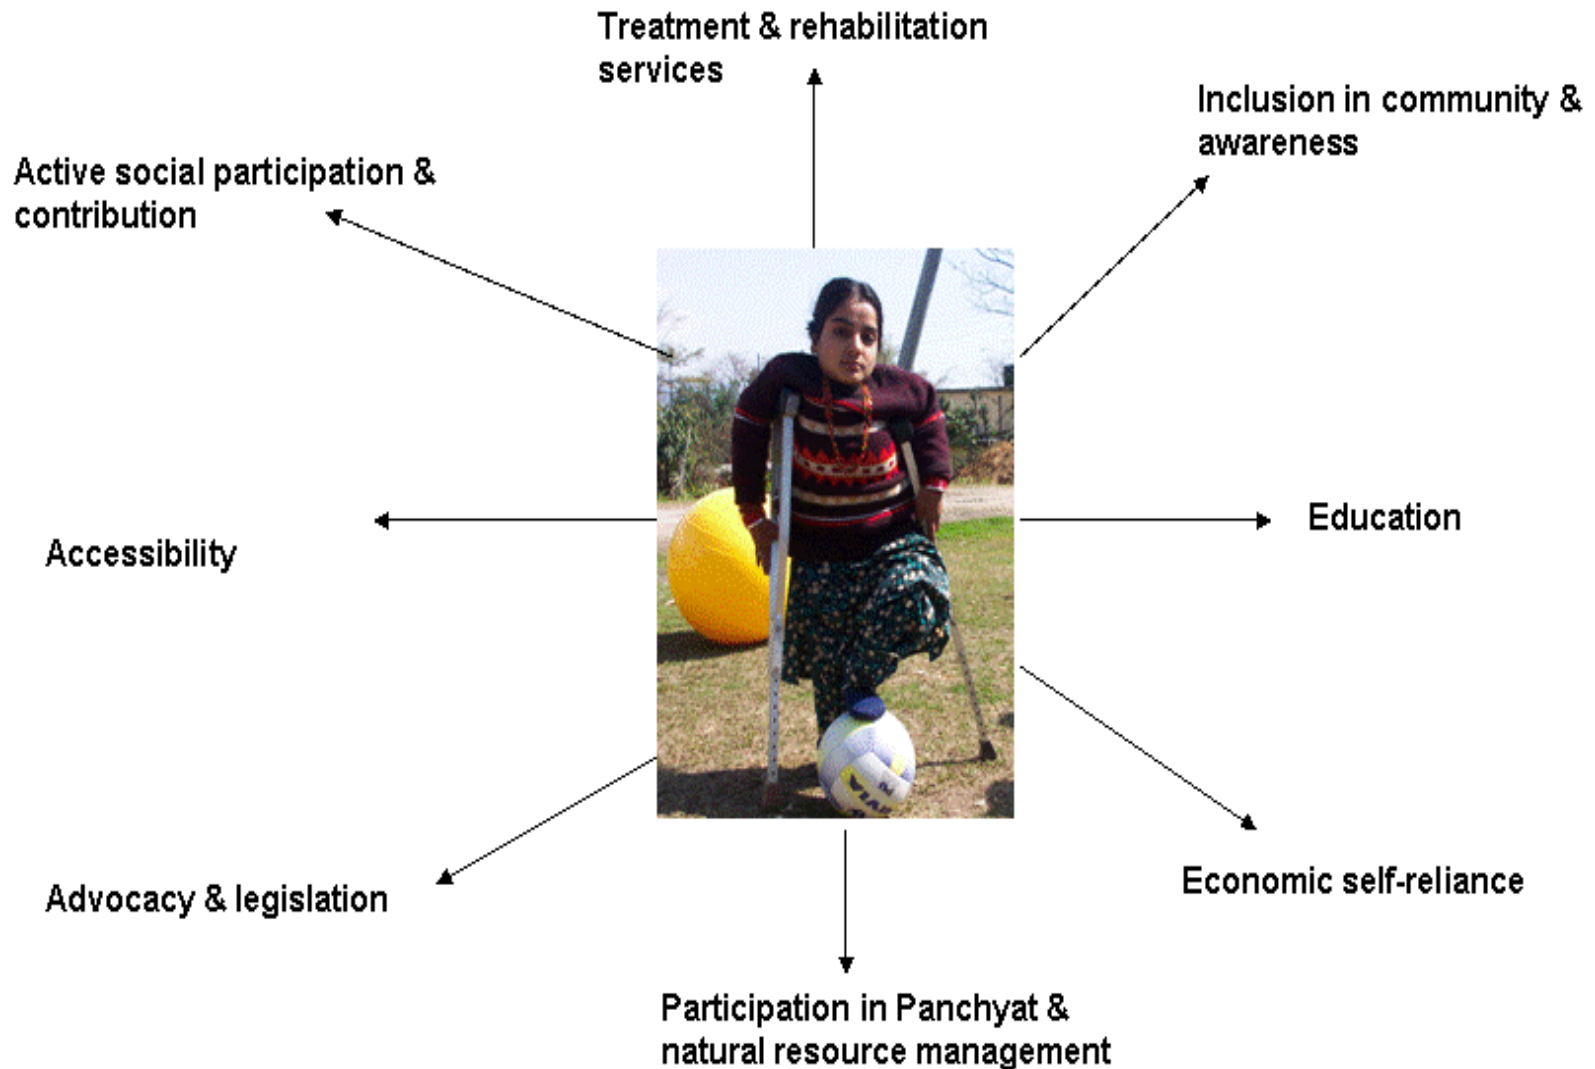 Treatment & rehabilitation
services
Inclusion in community &
awareness
Active social participation &
contribution
Education
Accessibility
Economic self-reliance
Advocacy & legislation
Participation in Panchyat &
natural resource management